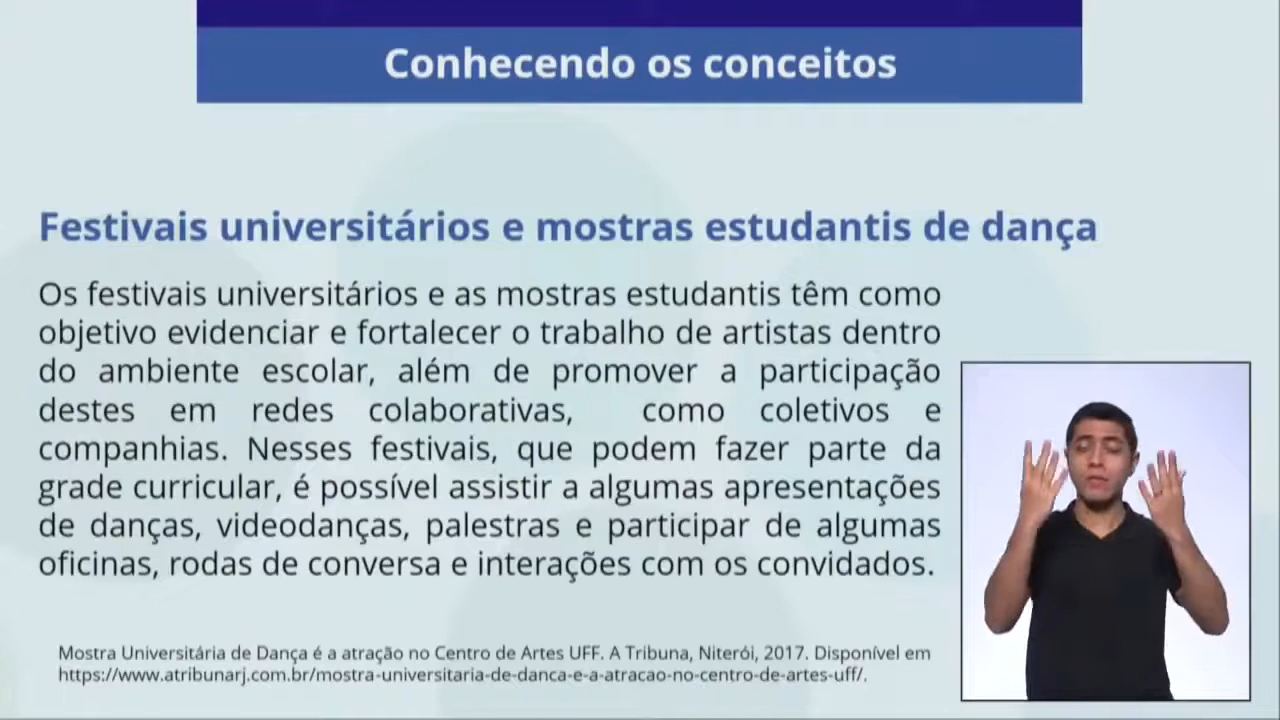 Conhecendo os conceitos
Festivais universitários e mostras estudantis de dança
Os festivais universitários e as mostras estudantis têm como
objetivo evidenciar e fortalecer o trabalho de artistas dentro
do ambiente escolar, além de promover a participação
destes em redes colaborativas, como coletivos e
companhias. Nesses festivais, que podem fazer parte da
grade curricular, é possível assistir a algumas apresentações
de danças, videodanças, palestras e participar de algumas
oficinas, rodas de conversa e interações com os convidados.
Mostra Universitária de Dança é a atração no Centro de Artes UFF. A Tribuna, Niterói, 2017. Disponível em
https://www.atribunarj.com.br/mostra-universitaria-de-danca-e-a-atracao-no-centro-de-artes-uff/.